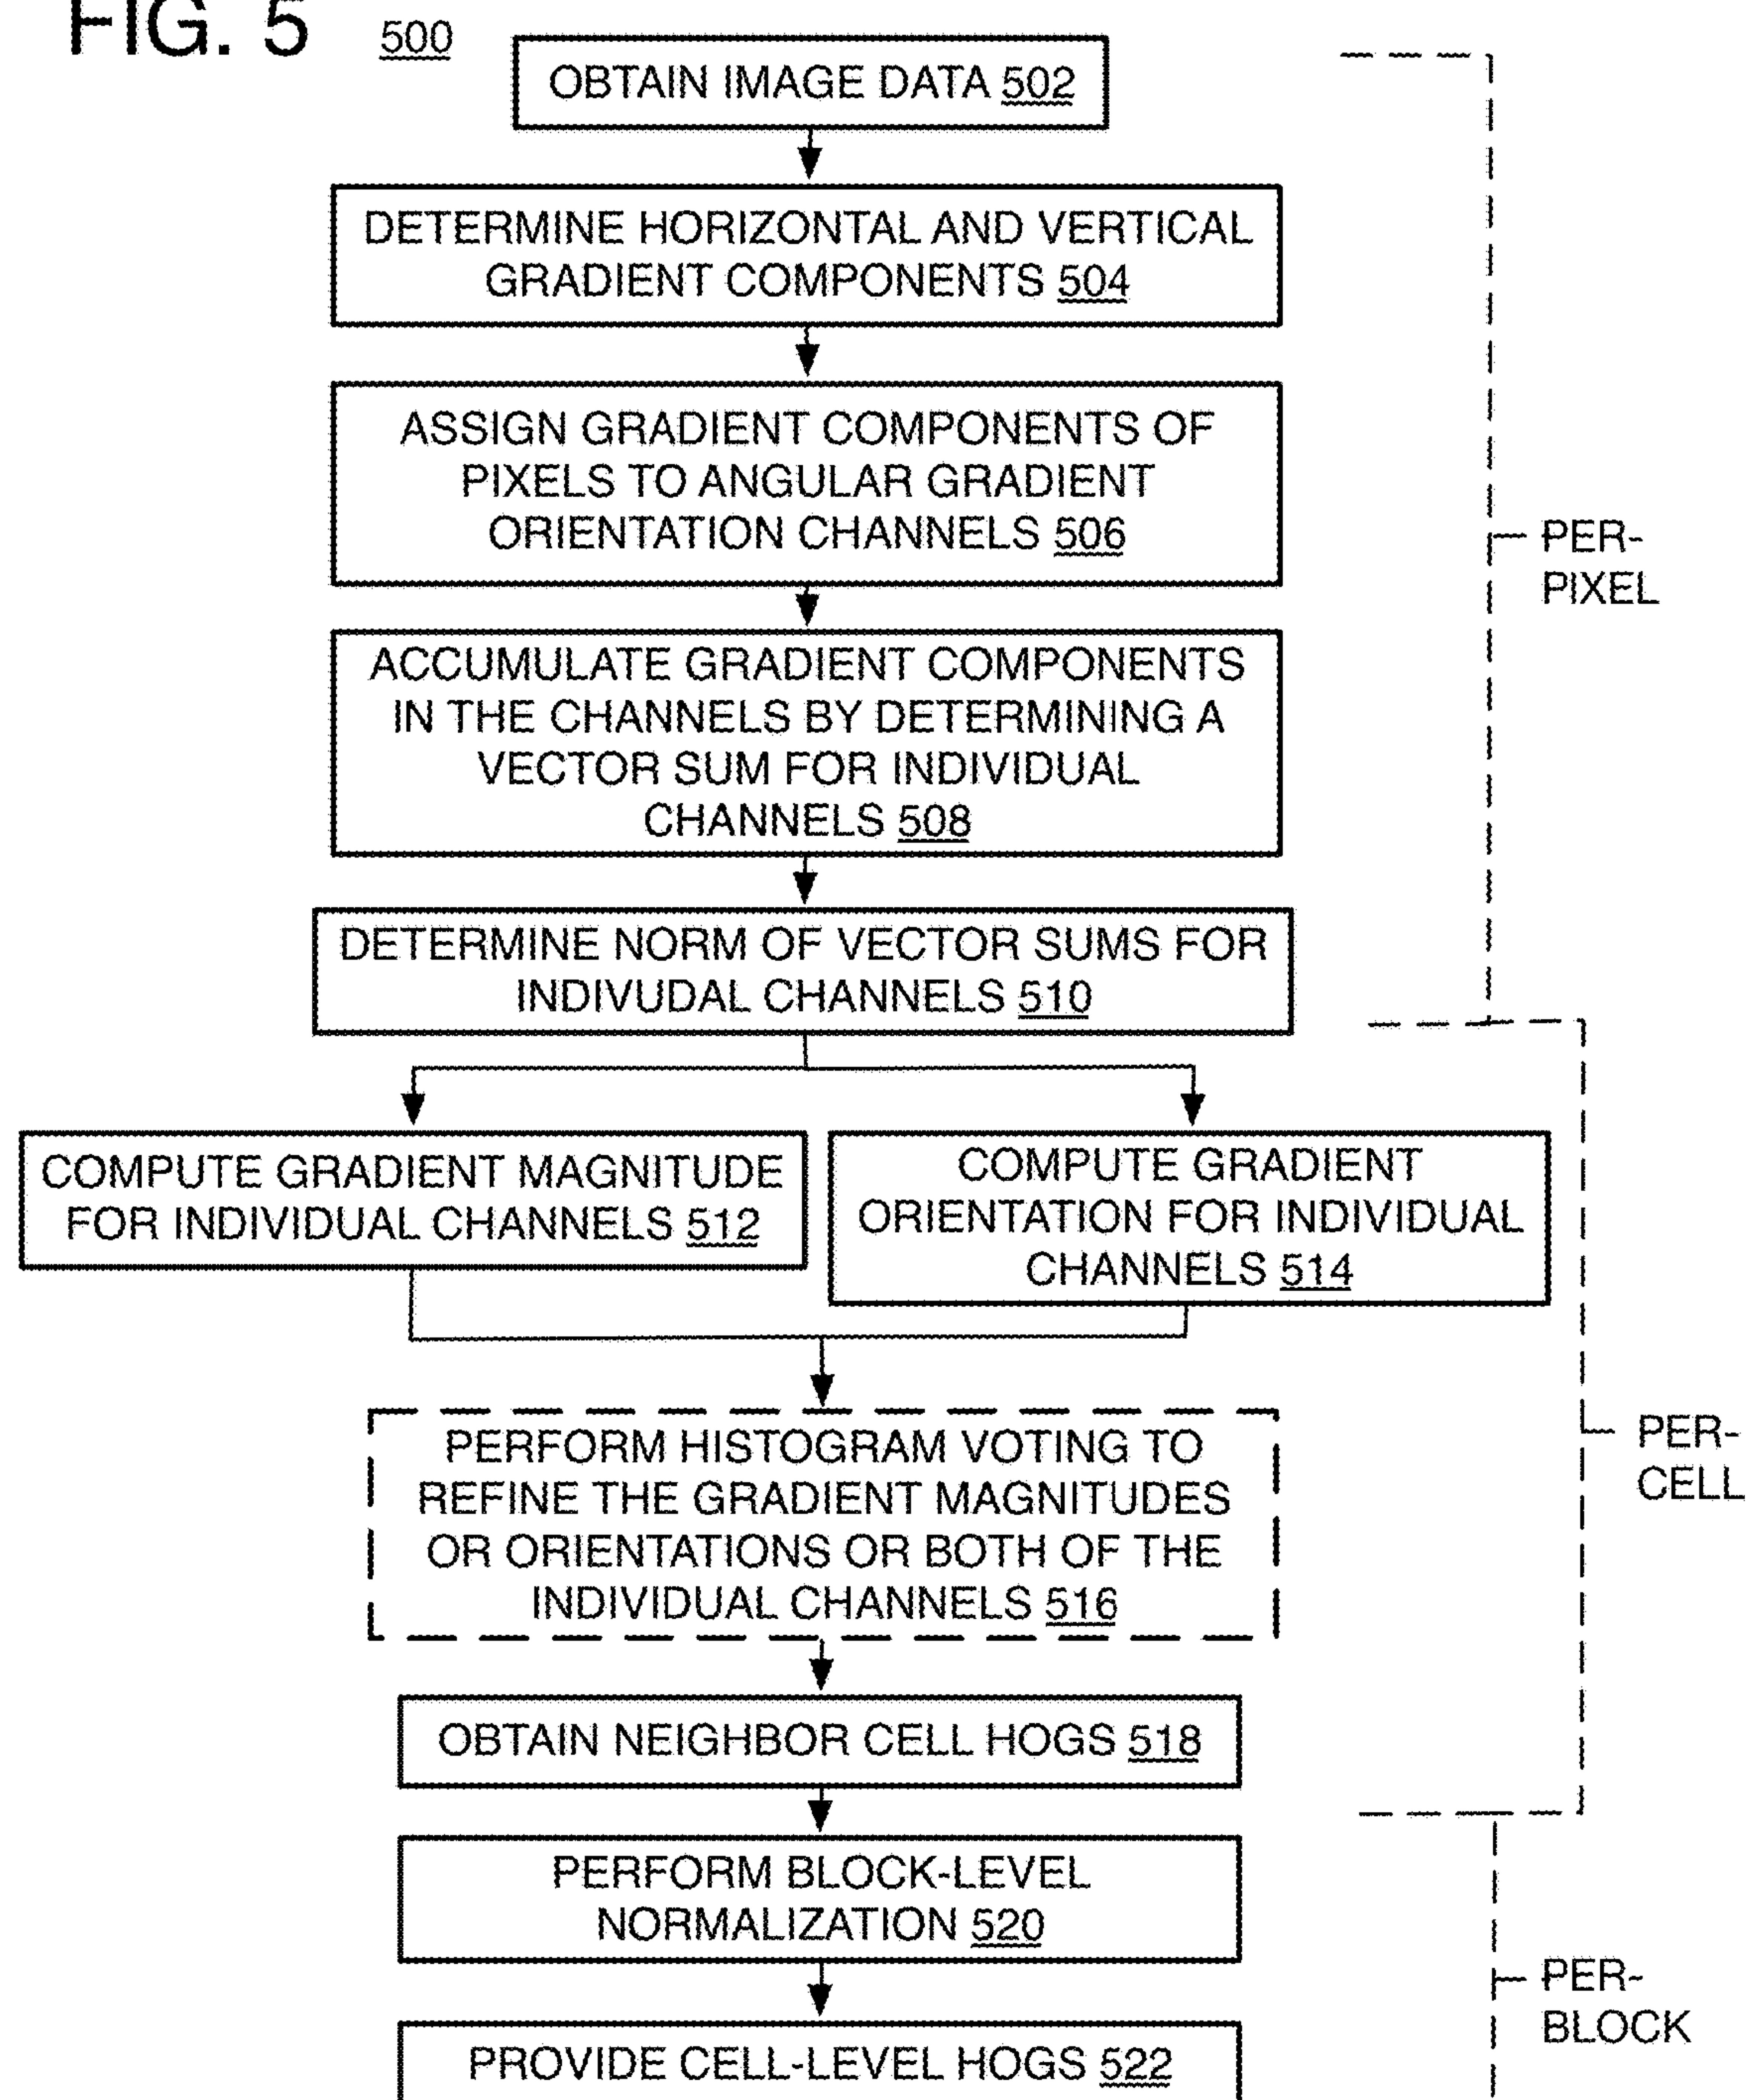 FIG. 5
500
OBTAIN IMAGE DATA 502
DETERMINE HORIZONTAL AND VERTICAL
GRADIENT COMPONENTS 504
ASSIGN GRADIENT COMPONENTS OF
PIXELS TO ANGULAR GRADIENT
ORIENTATION CHANNELS 506
PER-
PIXEL
ACCUMULATE GRADIENT COMPONENTS
IN THE CHANNELS BY DETERMINING A
VECTOR SUM FOR INDIVIDUAL
CHANNELS 508
DETERMINE NORM OF VECTOR SUMS FOR
INDIVUDAL CHANNELS 510
COMPUTE GRADIENT MAGNITUDE
FOR INDIVIDUAL CHANNELS 512
COMPUTE GRADIENT
ORIENTATION FOR INDIVIDUAL
CHANNELS 514
PERFORM HISTOGRAM VOTING TO
REFINE THE GRADIENT MAGNITUDES
OR ORIENTATIONS OR BOTH OF THE
INDIVIDUAL CHANNELS 516
PER-
CELL
OBTAIN NEIGHBOR CELL HOGS 518
PERFORM BLOCK-LEVEL
NORMALIZATION 520
PER-
BLOCK
PROVIDE CELL-LEVEL HOGS 522